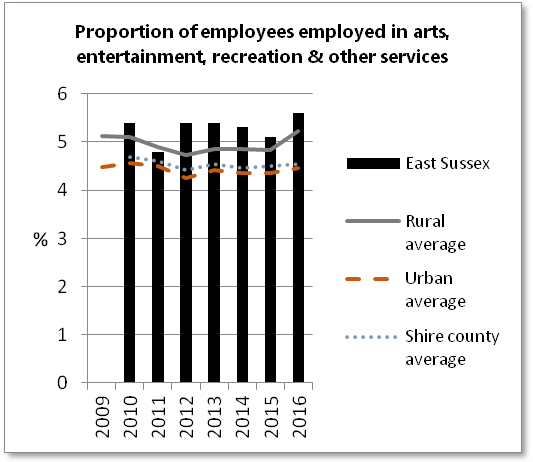 Proportion of employees employed in arts,
entertainment, recreation & other services
6
5
4
%
3
2
1
0
2009
2010
2011
2012
2013
2014
2015
2016
East Sussex
Rural
average
Urban
average
Shire county
average